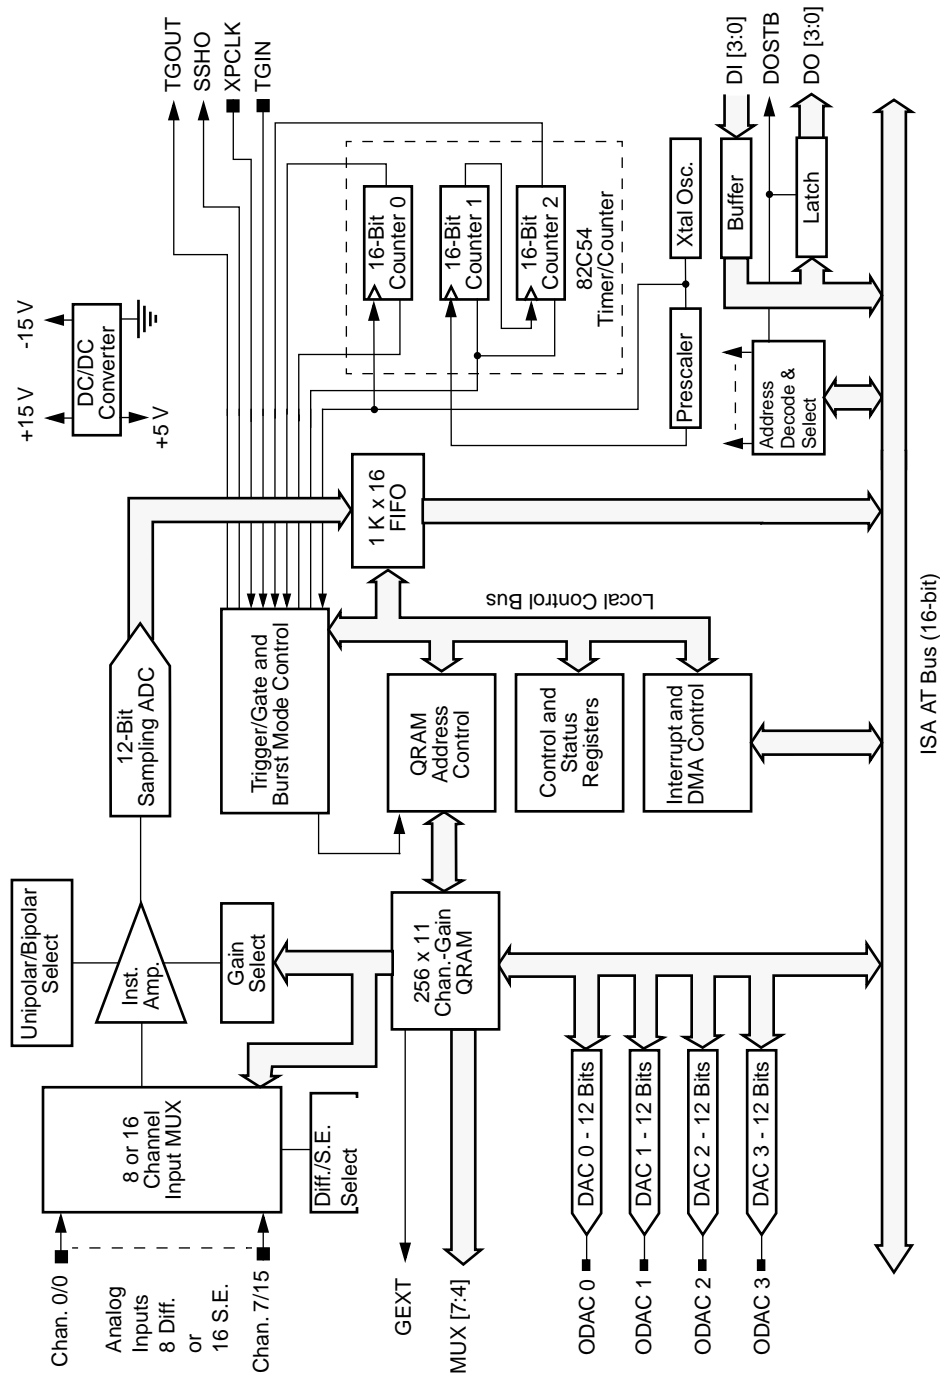 Chan. 0/0
Analog
Inputs
8 Diff.
or
16 S.E.
Chan. 7/15
8 or 16
Channel
Input MUX
Diff./S.E.
Select
Unipolar/Bipolar
Select
Inst.
Amp.
Gain
Select
12-Bit
Sampling ADC
+15 V
-15 V
DC/DC
Converter
+5 V
TGOUT
SSHO
XPCLK
TGIN
Trigger/Gate and
Burst Mode Control
1 K x 16
FIFO
16-Bit
Counter 0
16-Bit
Counter 1
16-Bit
Counter 2
82C54
Timer/Counter
GEXT
MUX [7:4]
256 x 11
Chan.-Gain
QRAM
QRAM
Address
Control
Local Control
Bus
Control and
Status
Registers
Interrupt and
DMA Control
Prescaler
Xtal Osc.
Buffer
Latch
DI [3:0]
DOSTB
DO [3:0]
Address
Decode &
Select
ODAC 0
DAC 0 - 12 Bits
ODAC 1
DAC 1 - 12 Bits
ODAC 2
DAC 2 - 12 Bits
ODAC 3
DAC 3 - 12 Bits
ISA AT Bus (16-bit)